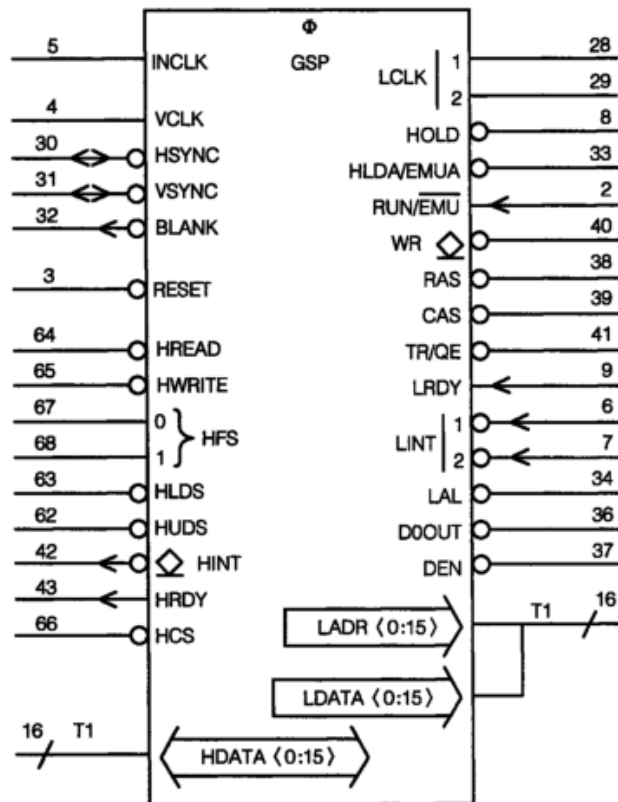 Φ
GSP
5 INCLK
4 VCLK
30 HSYNC
31 VSYNC
32 BLANK
3 RESET
64 HREAD
65 HWRITE
67 0
HFS
68 1
63 HLDS
62 HUDS
42 HINT
43 HRDY
66 HCS
16 T1 HDATA ⟨0:15⟩
LCLK
1 28
2 29
HOLD 8
HLDA/EMUA 33
RUN/E̅M̅U̅ 2
WR 40
RAS 38
CAS 39
TR/QE 41
LRDY 9
LINT
1 6
2 7
LAL 34
D0OUT 36
DEN 37
LADR ⟨0:15⟩ T1 16
LDATA ⟨0:15⟩